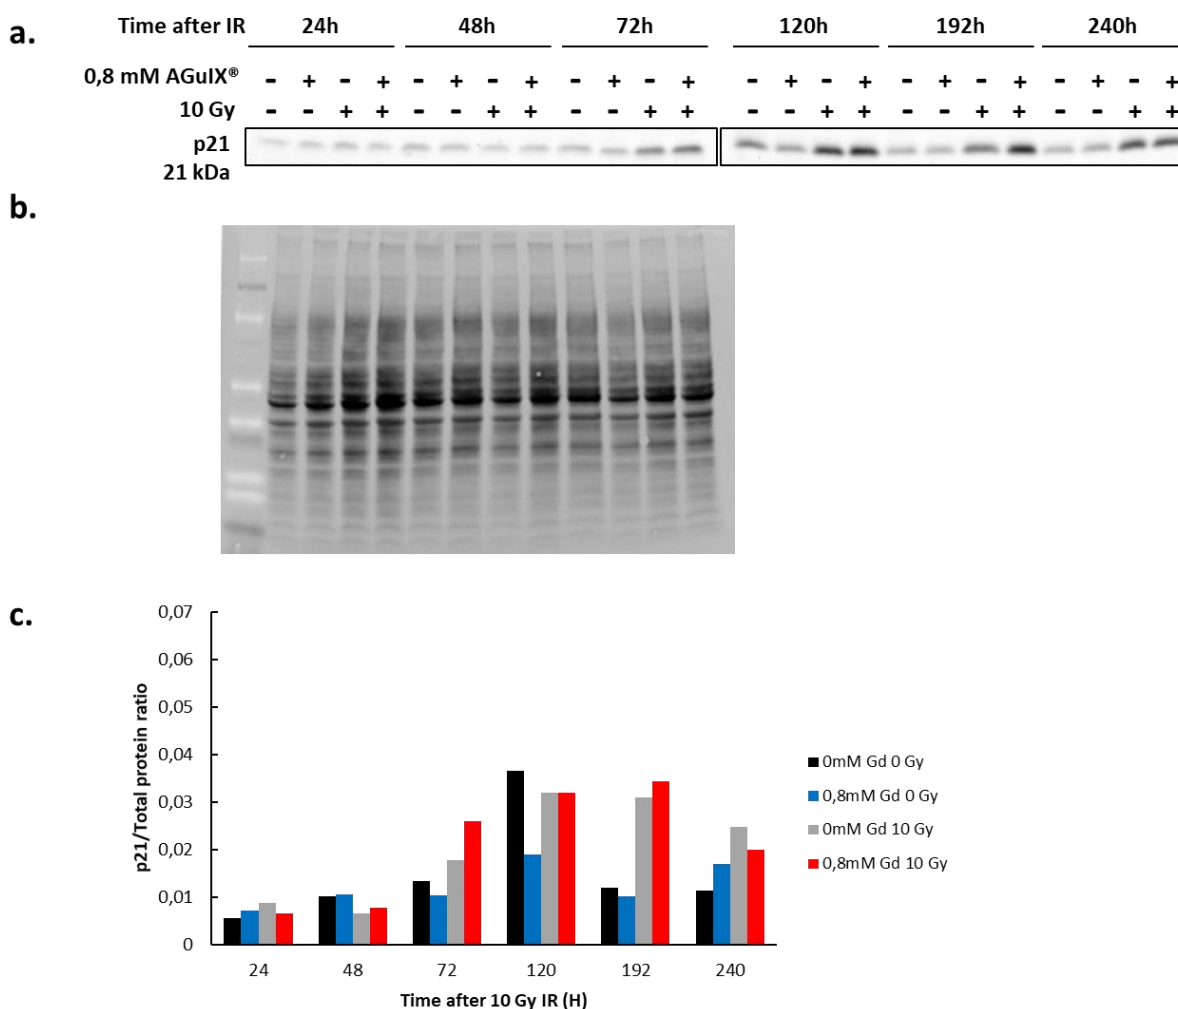 a.
Time after IR 24h 48h 72h 120h 192h 240h
0,8 mM AGuIX® - + - + - + - + - + - + - + - + - + - + - + - +
10 Gy - - + + - - + + - - + + - - + + - - + + - - + +
p21
21 kDa
b.
c.
0,07
0,06
0,05
0,04
0,03
0,02
0,01
0
p21/Total protein ratio
24 48 72 120 192 240
Time after 10 Gy IR (H)
0mM Gd 0 Gy
0,8mM Gd 0 Gy
0mM Gd 10 Gy
0,8mM Gd 10 Gy